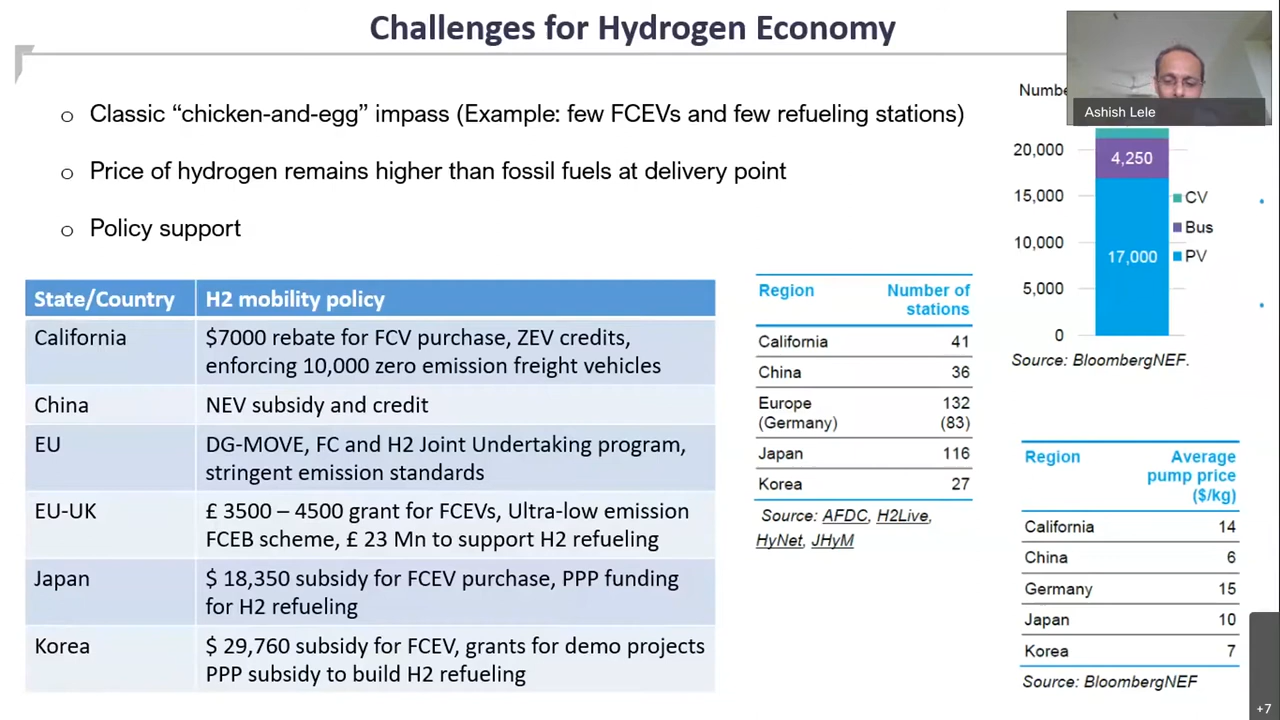 Challenges for Hydrogen Economy
Ashish Lele
o Classic “chicken-and-egg” impass (Example: few FCEVs and few refueling stations)
o Price of hydrogen remains higher than fossil fuels at delivery point
o Policy support
State/Country H2 mobility policy
California $7000 rebate for FCV purchase, ZEV credits,
enforcing 10,000 zero emission freight vehicles
China NEV subsidy and credit
EU DG-MOVE, FC and H2 Joint Undertaking program,
stringent emission standards
EU-UK £ 3500 – 4500 grant for FCEVs, Ultra-low emission
FCEB scheme, £ 23 Mn to support H2 refueling
Japan $ 18,350 subsidy for FCEV purchase, PPP funding
for H2 refueling
Korea $ 29,760 subsidy for FCEV, grants for demo projects
PPP subsidy to build H2 refueling
Region Number of
stations
California 41
China 36
Europe 132
(Germany) (83)
Japan 116
Korea 27
Source: AFDC, H2Live,
HyNet, JHyM
20,000
4,250
15,000
CV
Bus
10,000
17,000
PV
5,000
0
Source: BloombergNEF.
Region Average
pump price
($/kg)
California 14
China 6
Germany 15
Japan 10
Korea 7
Source: BloombergNEF
+7